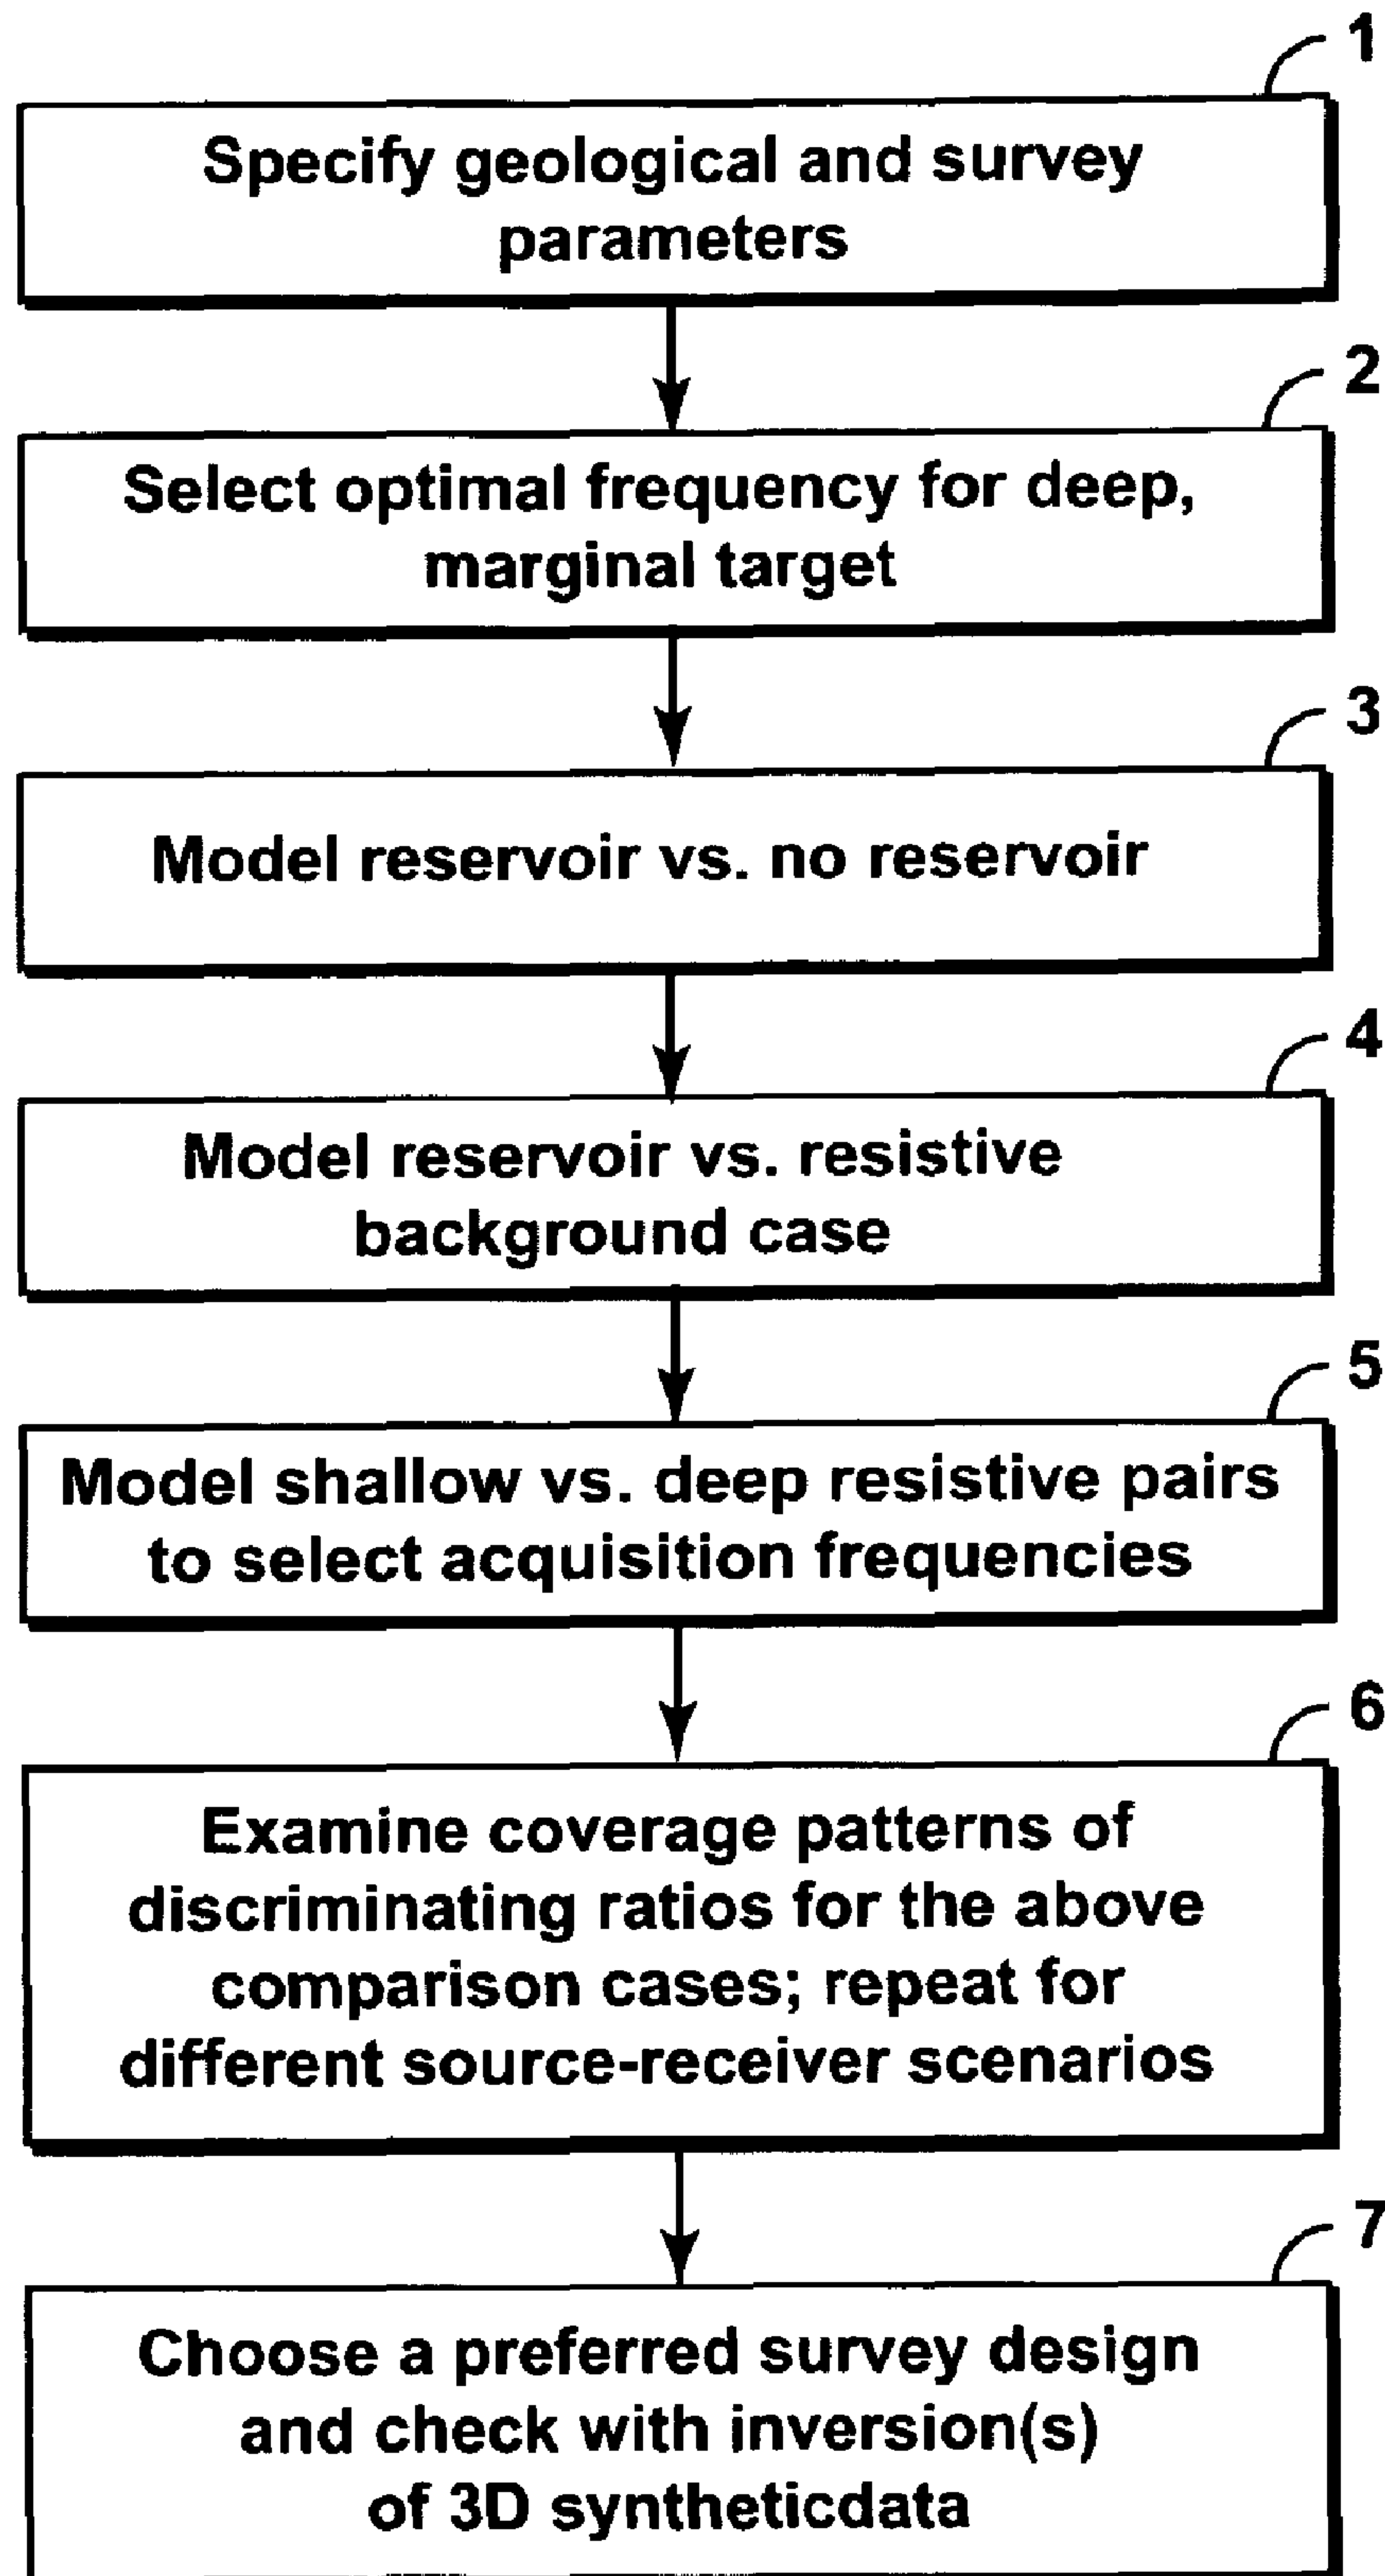 1
Specify geological and survey
parameters
2
Select optimal frequency for deep,
marginal target
3
Model reservoir vs. no reservoir
4
Model reservoir vs. resistive
background case
5
Model shallow vs. deep resistive pairs
to select acquisition frequencies
6
Examine coverage patterns of
discriminating ratios for the above
comparison cases; repeat for
different source-receiver scenarios
7
Choose a preferred survey design
and check with inversion(s)
of 3D syntheticdata